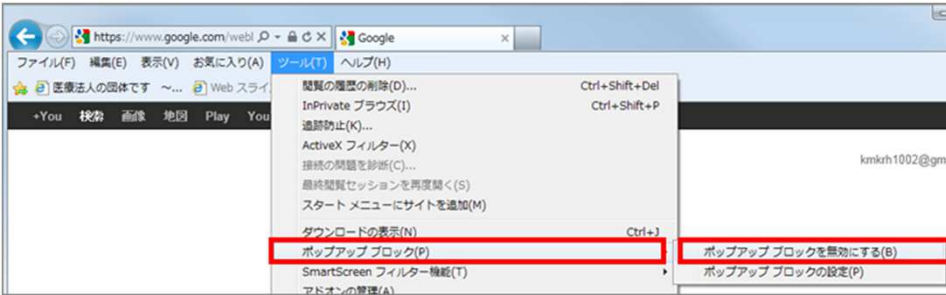 https://www.google.com/webl
Google
ファイル(F) 編集(E) 表示(V) お気に入り(A) ツール(T) ヘルプ(H)
医療法人の団体です ～... Web スライ
+You 検索 画像 地図 Play You
閲覧の履歴の削除(D)... Ctrl+Shift+Del
InPrivate ブラウズ(I) Ctrl+Shift+P
追跡防止(K)...
ActiveX フィルター(X)
接続の問題を診断(C)...
最終閲覧セッションを再度開く(S)
スタート メニューにサイトを追加(M)
ダウンロードの表示(N) Ctrl+J
ポップアップ ブロック(P)
SmartScreen フィルター機能(T)
アドオンの管理(A)
kmkrh1002@gm
ポップアップ ブロックを無効にする(B)
ポップアップ ブロックの設定(P)